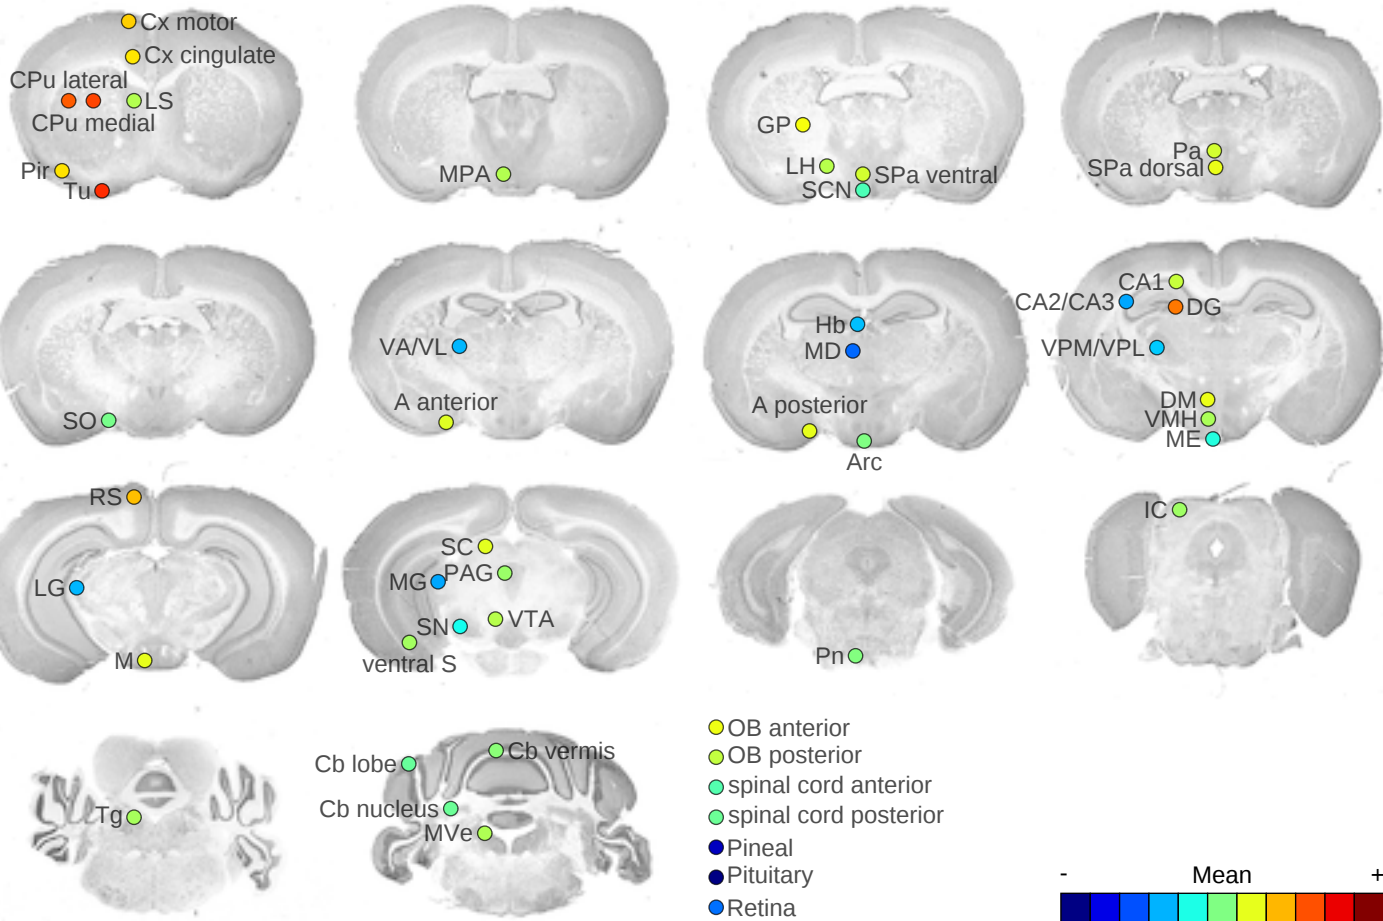 Cx motor
Cx cingulate
CPu lateral
LS
CPu medial
Pir
Tu
MPA
GP
LH
SPa ventral
SCN
Pa
SPa dorsal
SO
VA/VL
A anterior
Hb
MD
A posterior
Arc
CA1
CA2/CA3
DG
VPM/VPL
DM
VMH
ME
RS
LG
M
SC
PAG
MG
VTA
SN
ventral S
Pn
IC
Tg
Cb vermis
Cb lobe
Cb nucleus
MVe
OB anterior
OB posterior
spinal cord anterior
spinal cord posterior
Pineal
Pituitary
Retina
- Mean +